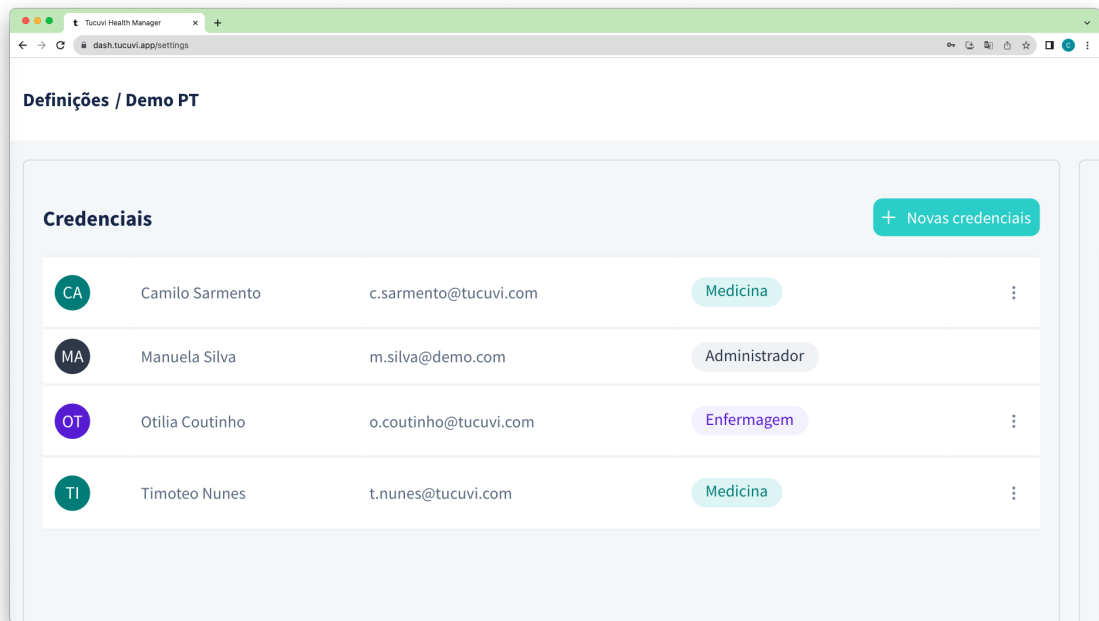 t Tucuvi Health Manager × +
dash.tucuvi.app/settings C
Definições / Demo PT
Credenciais + Novas credenciais
CA Camilo Sarmento c.sarmento@tucuvi.com Medicina
MA Manuela Silva m.silva@demo.com Administrador
OT Otilia Coutinho o.coutinho@tucuvi.com Enfermagem
TI Timoteo Nunes t.nunes@tucuvi.com Medicina